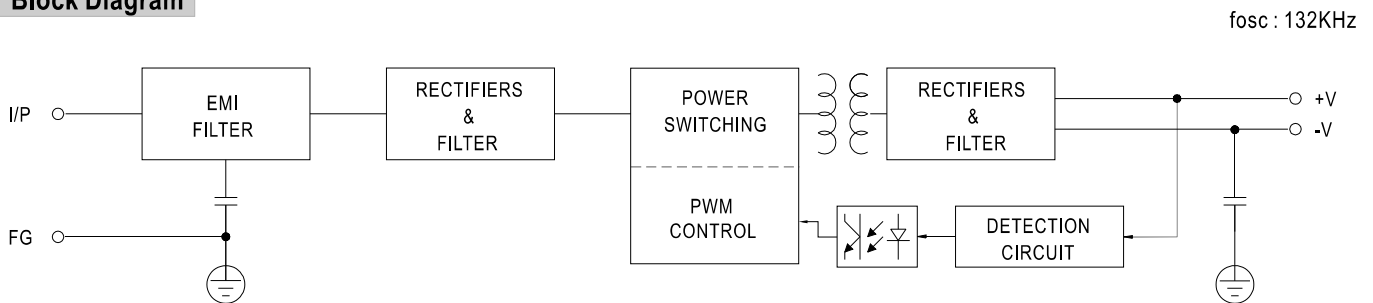 Block Diagram
fosc : 132KHz
I/P
EMI
FILTER
RECTIFIERS
&
FILTER
POWER
SWITCHING
RECTIFIERS
&
FILTER
+V
-V
FG
PWM
CONTROL
DETECTION
CIRCUIT